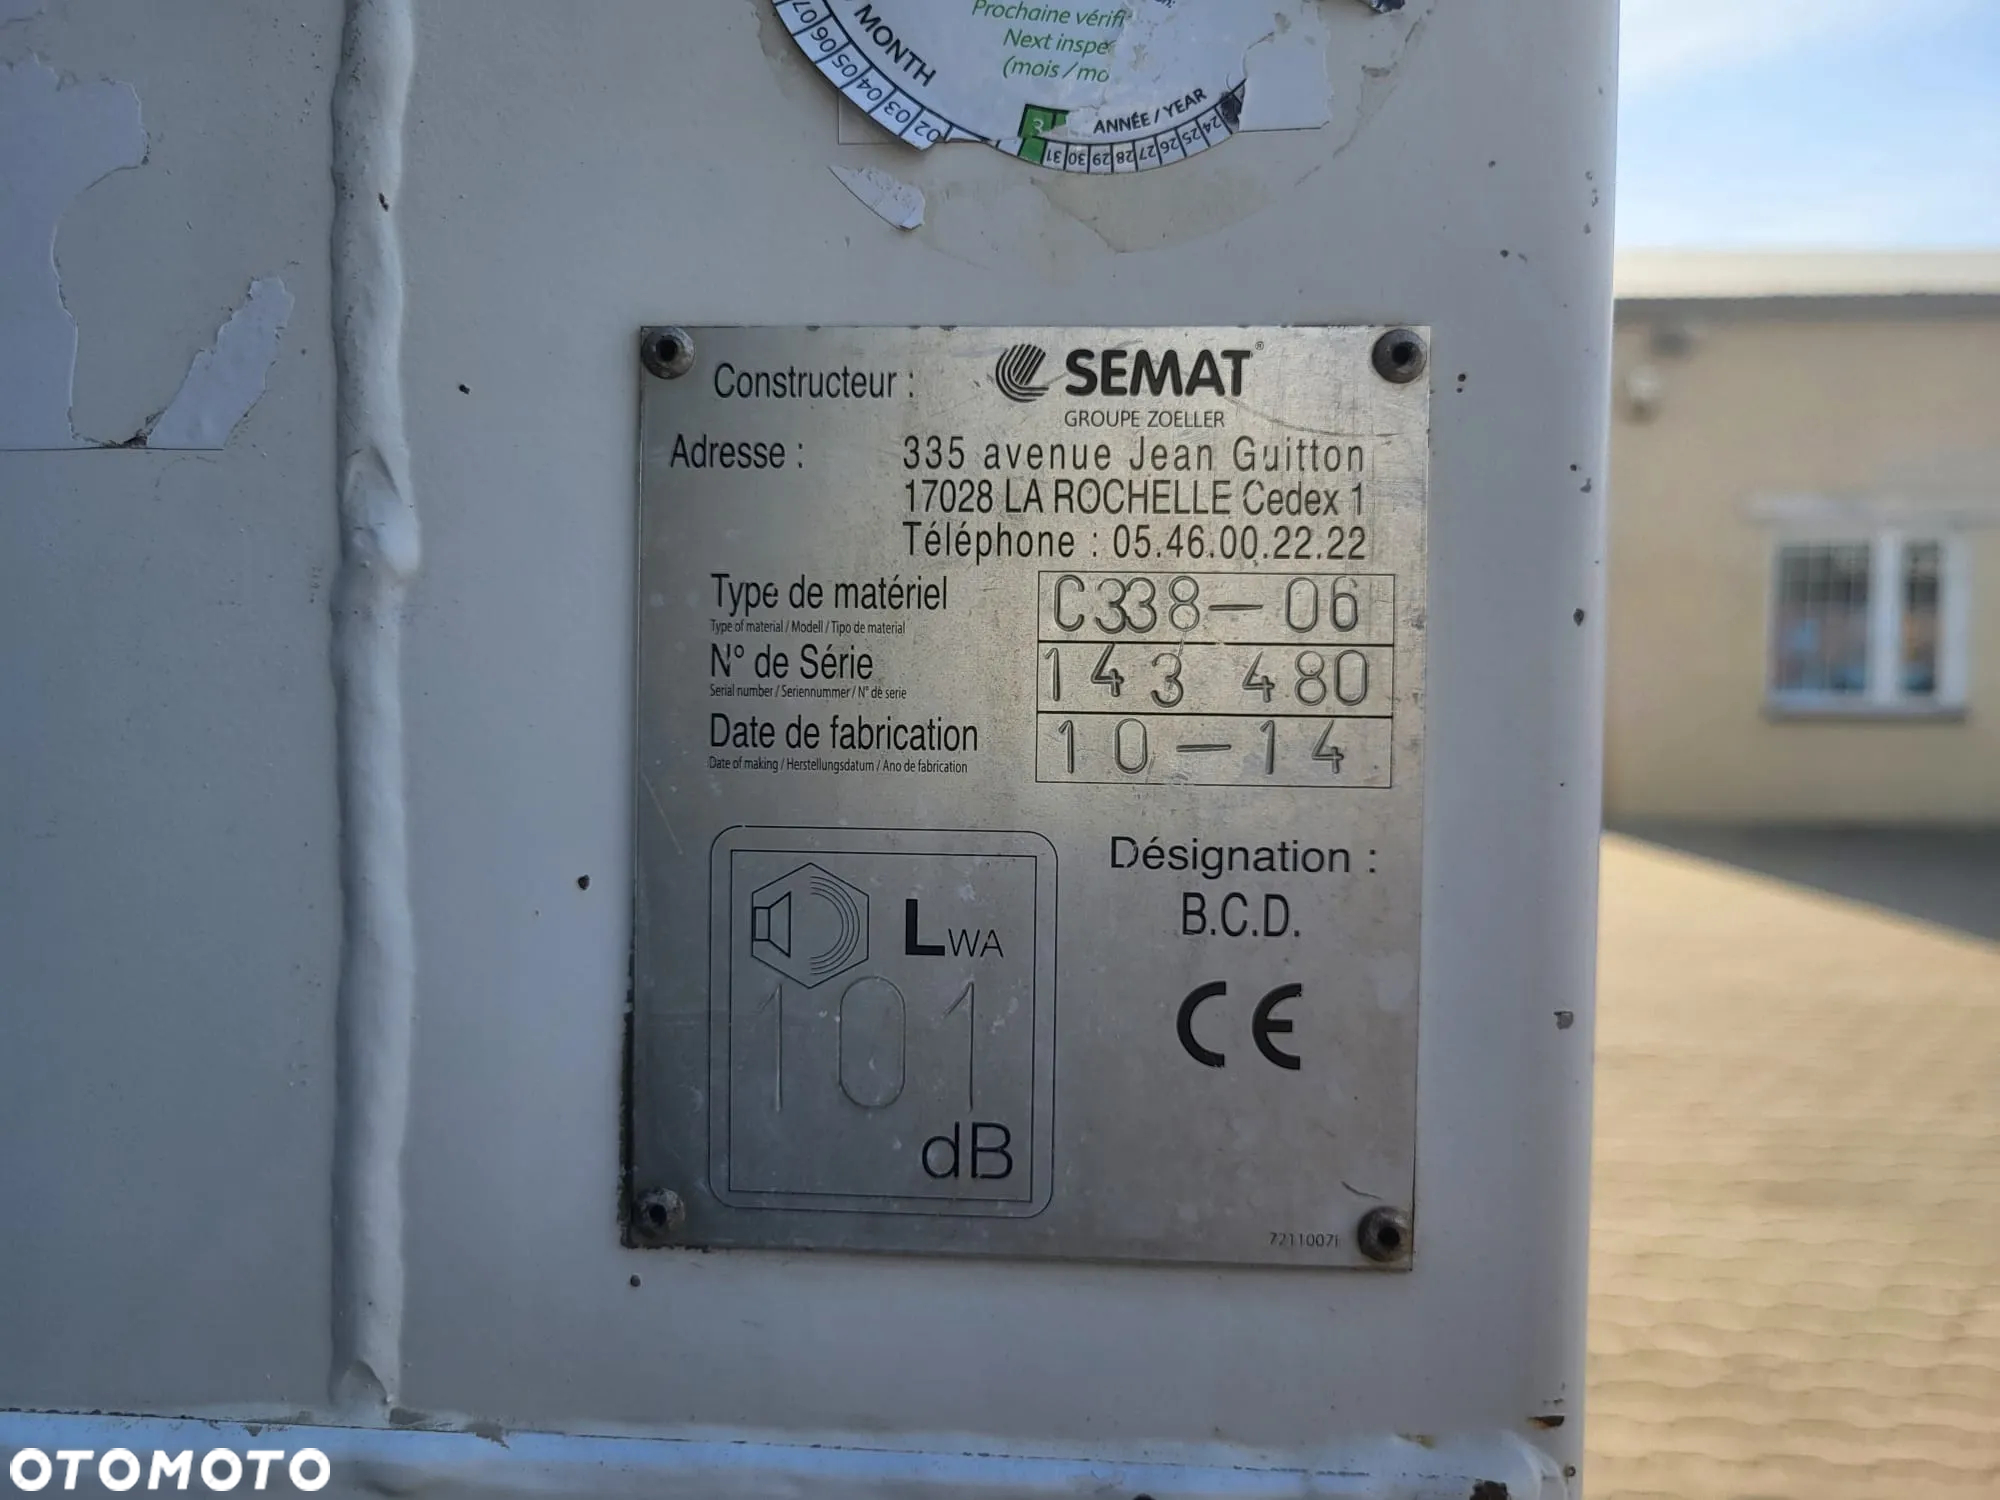 Prochaine vérifi
Next inspe
(mois / mo
MONTH
07 06 05 04 03 02
ANNÉE / YEAR
31 30 29 28 27 26 25 24
Constructeur : SEMAT®
GROUPE ZOELLER
Adresse : 335 avenue Jean Guitton
17028 LA ROCHELLE Cedex 1
Téléphone : 05.46.00.22.22
Type de matériel C338-06
Type of material / Modell / Tipo de material
N° de Série 143 480
Serial number / Seriennummer / N° de serie
Date de fabrication 10-14
Date of making / Herstellungsdatum / Ano de fabrication
Désignation :
B.C.D.
LWA
101
dB
CE
7211007F
OTOMOTO